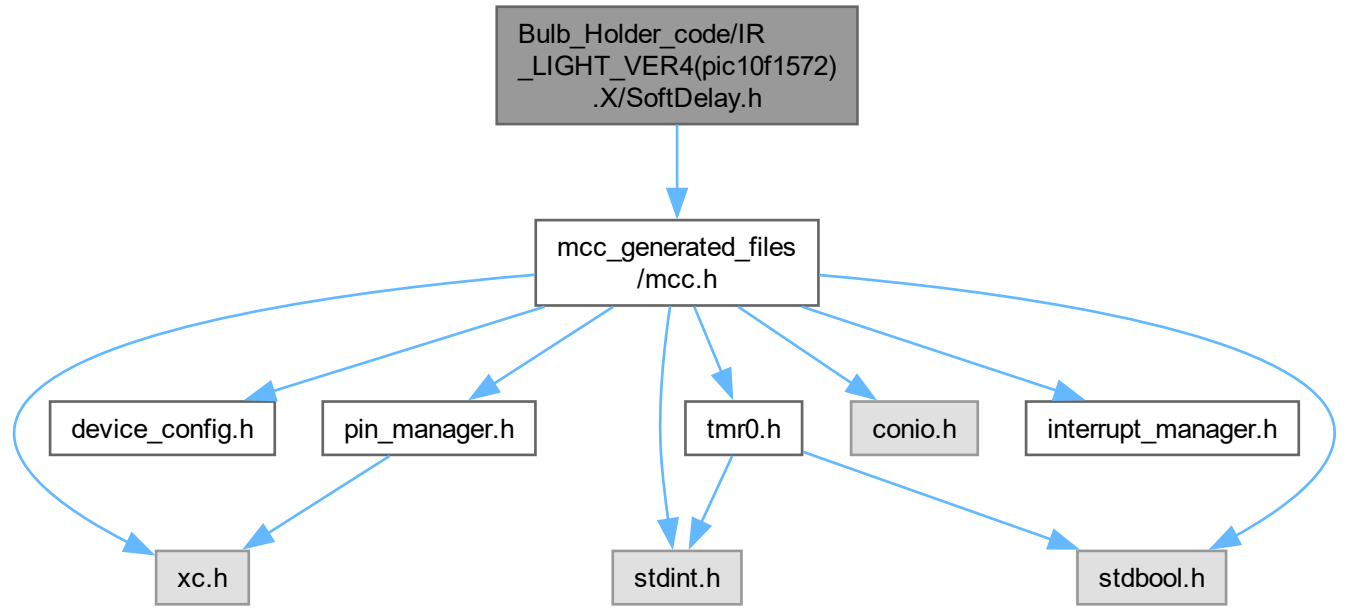 Bulb_Holder_code/IR
_LIGHT_VER4(pic10f1572)
.X/SoftDelay.h
mcc_generated_files
/mcc.h
device_config.h
pin_manager.h
tmr0.h
conio.h
interrupt_manager.h
xc.h
stdint.h
stdbool.h